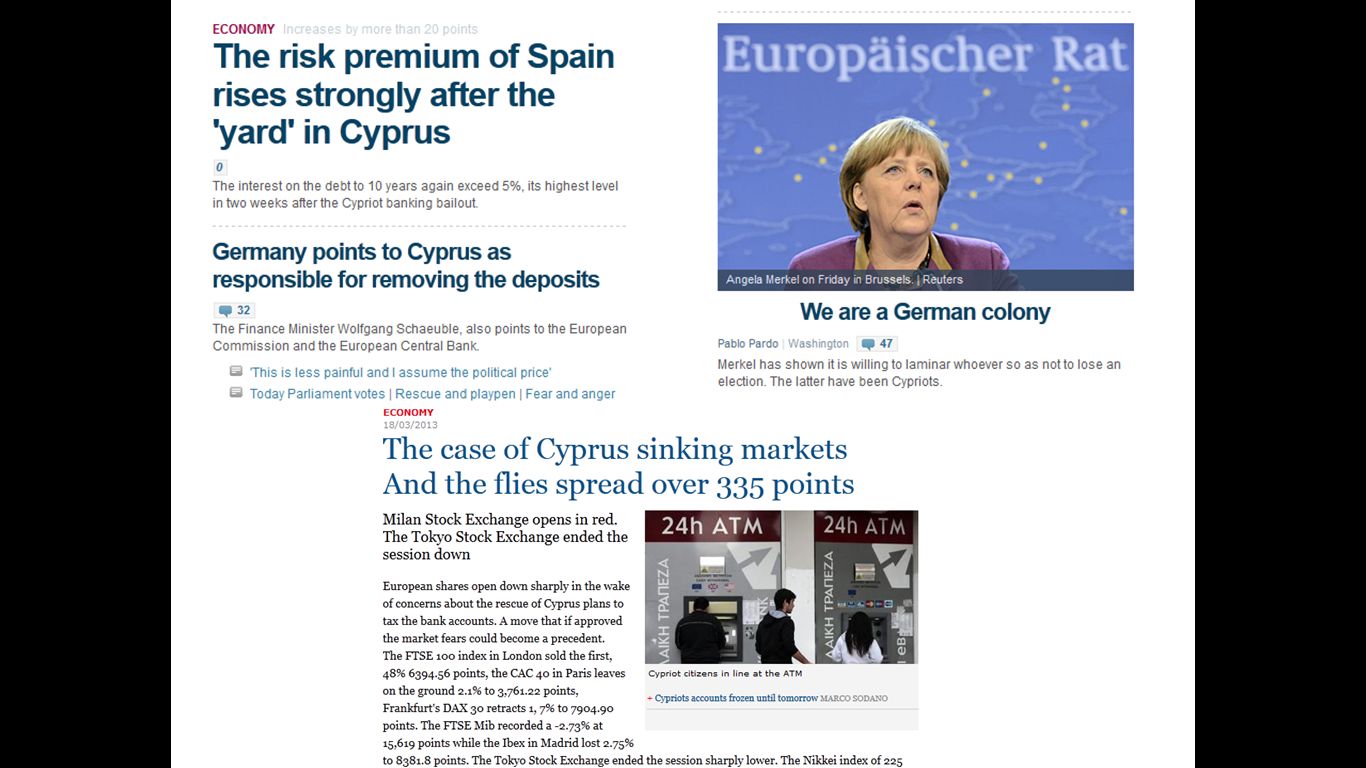 ECONOMY Increases by more than 20 points
The risk premium of Spain
rises strongly after the
'yard' in Cyprus
0
The interest on the debt to 10 years again exceed 5%, its highest level
in two weeks after the Cypriot banking bailout.
Germany points to Cyprus as
responsible for removing the deposits
32
The Finance Minister Wolfgang Schaeuble, also points to the European
Commission and the European Central Bank.
'This is less painful and I assume the political price'
Today Parliament votes | Rescue and playpen | Fear and anger
Europäischer Rat
Angela Merkel on Friday in Brussels. | Reuters
We are a German colony
Pablo Pardo | Washington 47
Merkel has shown it is willing to laminar whoever so as not to lose an
election. The latter have been Cypriots.
ECONOMY
18/03/2013
The case of Cyprus sinking markets
And the flies spread over 335 points
Milan Stock Exchange opens in red.
The Tokyo Stock Exchange ended the
session down
European shares open down sharply in the wake
of concerns about the rescue of Cyprus plans to
tax the bank accounts. A move that if approved
the market fears could become a precedent.
The FTSE 100 index in London sold the first,
48% 6394.56 points, the CAC 40 in Paris leaves
on the ground 2.1% to 3,761.22 points,
Frankfurt's DAX 30 retracts 1, 7% to 7904.90
points. The FTSE Mib recorded a -2.73% at
15,619 points while the Ibex in Madrid lost 2.75%
to 8381.8 points. The Tokyo Stock Exchange ended the session sharply lower. The Nikkei index of 225
24h ATM
24h ATM
ΛΑΪΚΗ ΤΡΑΠΕΖΑ
ΛΑΪΚΗ ΤΡΑΠΕΖΑ
Cypriot citizens in line at the ATM
+ Cypriots accounts frozen until tomorrow MARCO SODANO